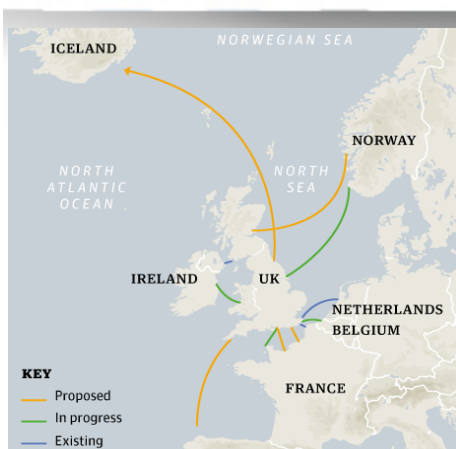 ICELAND
NORWEGIAN SEA
NORWAY
NORTH
ATLANTIC
OCEAN
NORTH
SEA
IRELAND
UK
NETHERLANDS
BELGIUM
FRANCE
KEY
Proposed
In progress
Existing